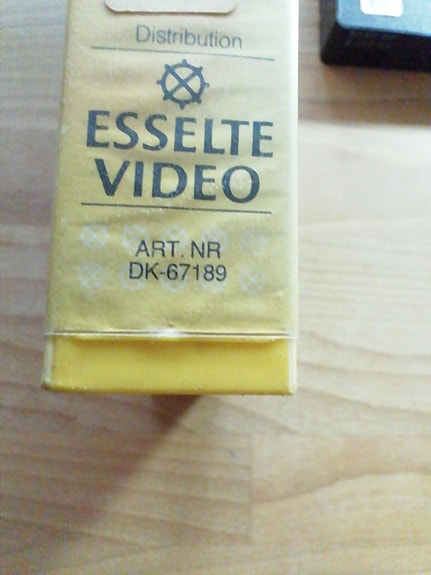 Distribution
ESSELTE
VIDEO
ART. NR
DK-67189